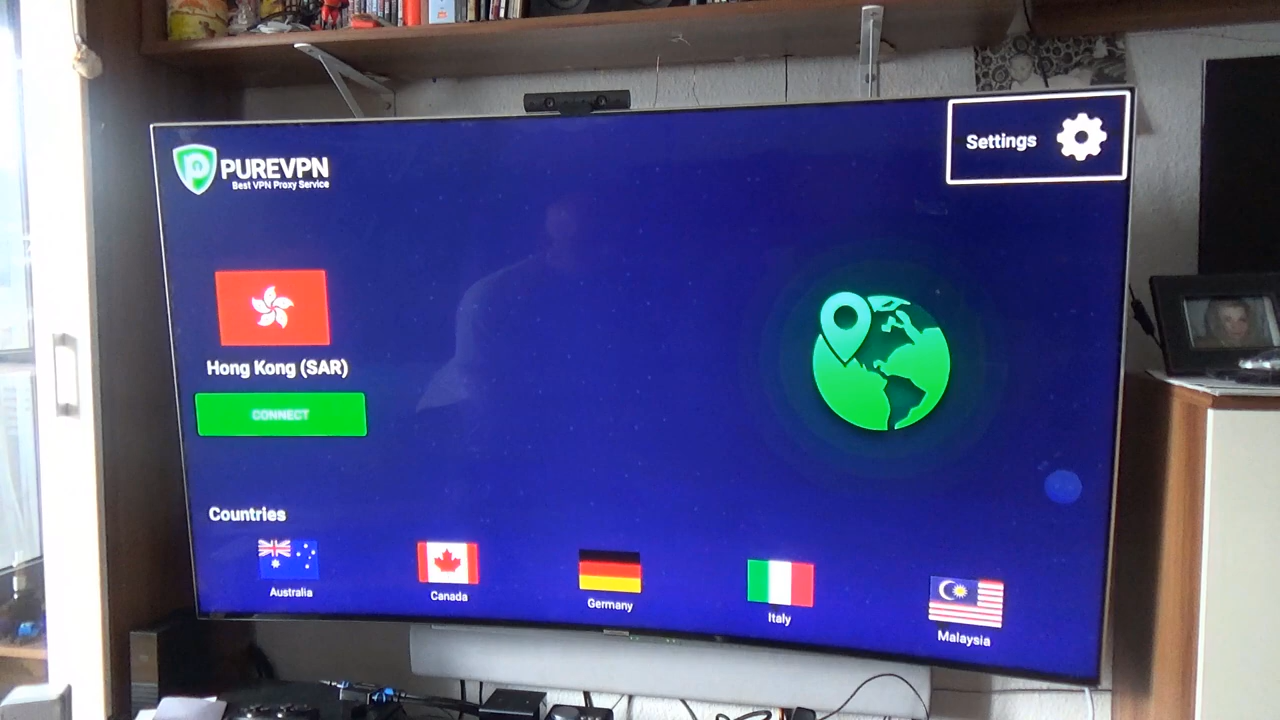 PUREVPN
Best VPN Proxy Service
Settings
Hong Kong (SAR)
CONNECT
Countries
Australia
Canada
Germany
Italy
Malaysia